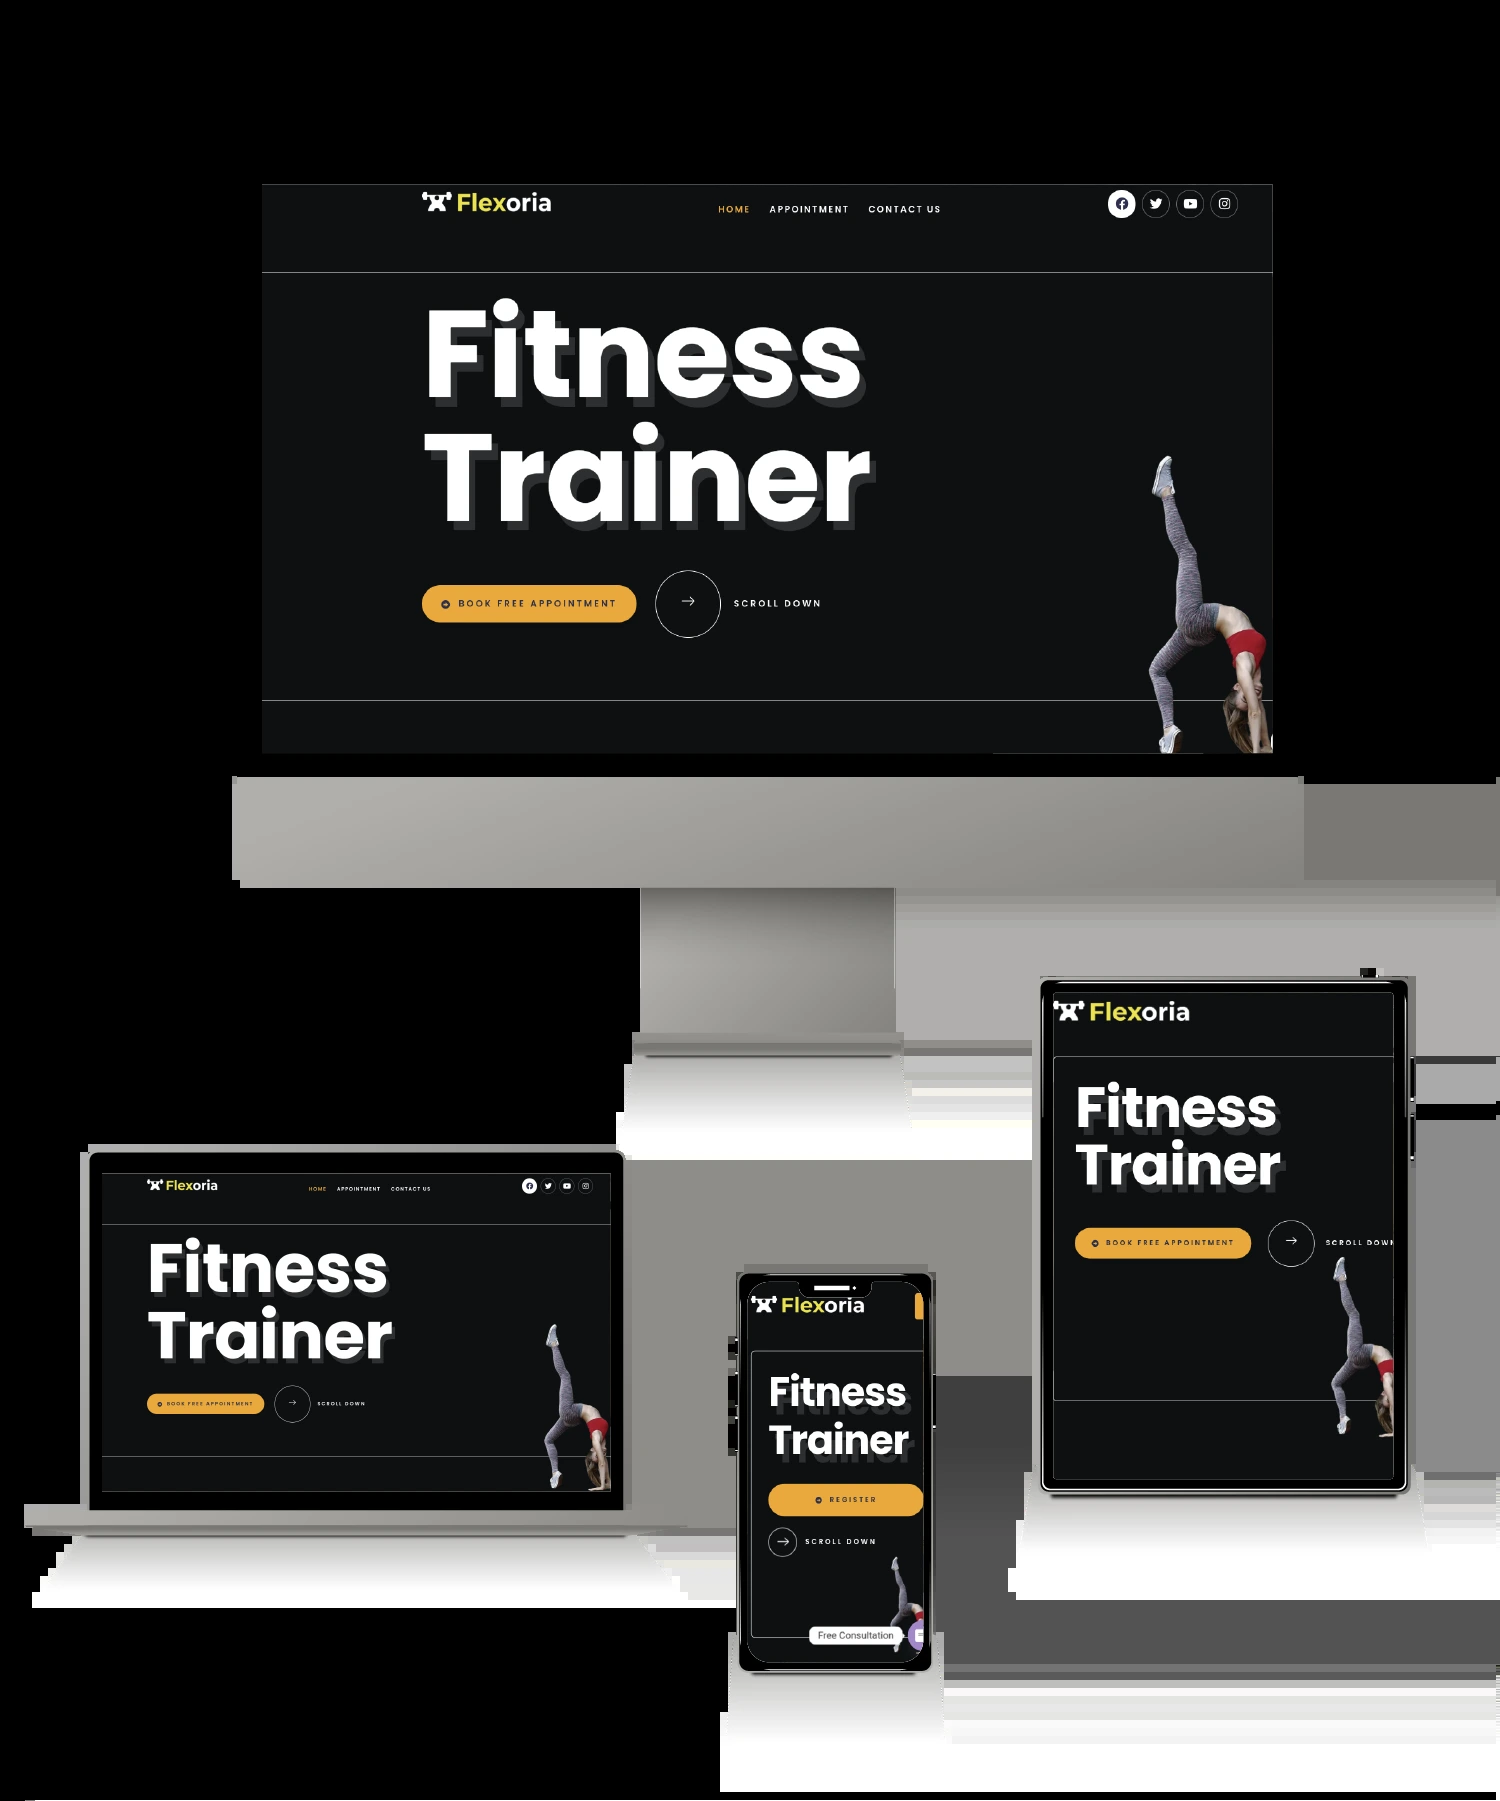 Flexoria
HOME APPOINTMENT CONTACT US
Fitness
Trainer
BOOK FREE APPOINTMENT
SCROLL DOWN
Flexoria
Fitness
Trainer
BOOK FREE APPOINTMENT
SCROLL DOWN
Flexoria
HOME APPOINTMENT CONTACT US
Fitness
Trainer
BOOK FREE APPOINTMENT
SCROLL DOWN
Flexoria
Fitness
Trainer
REGISTER
SCROLL DOWN
Free Consultation